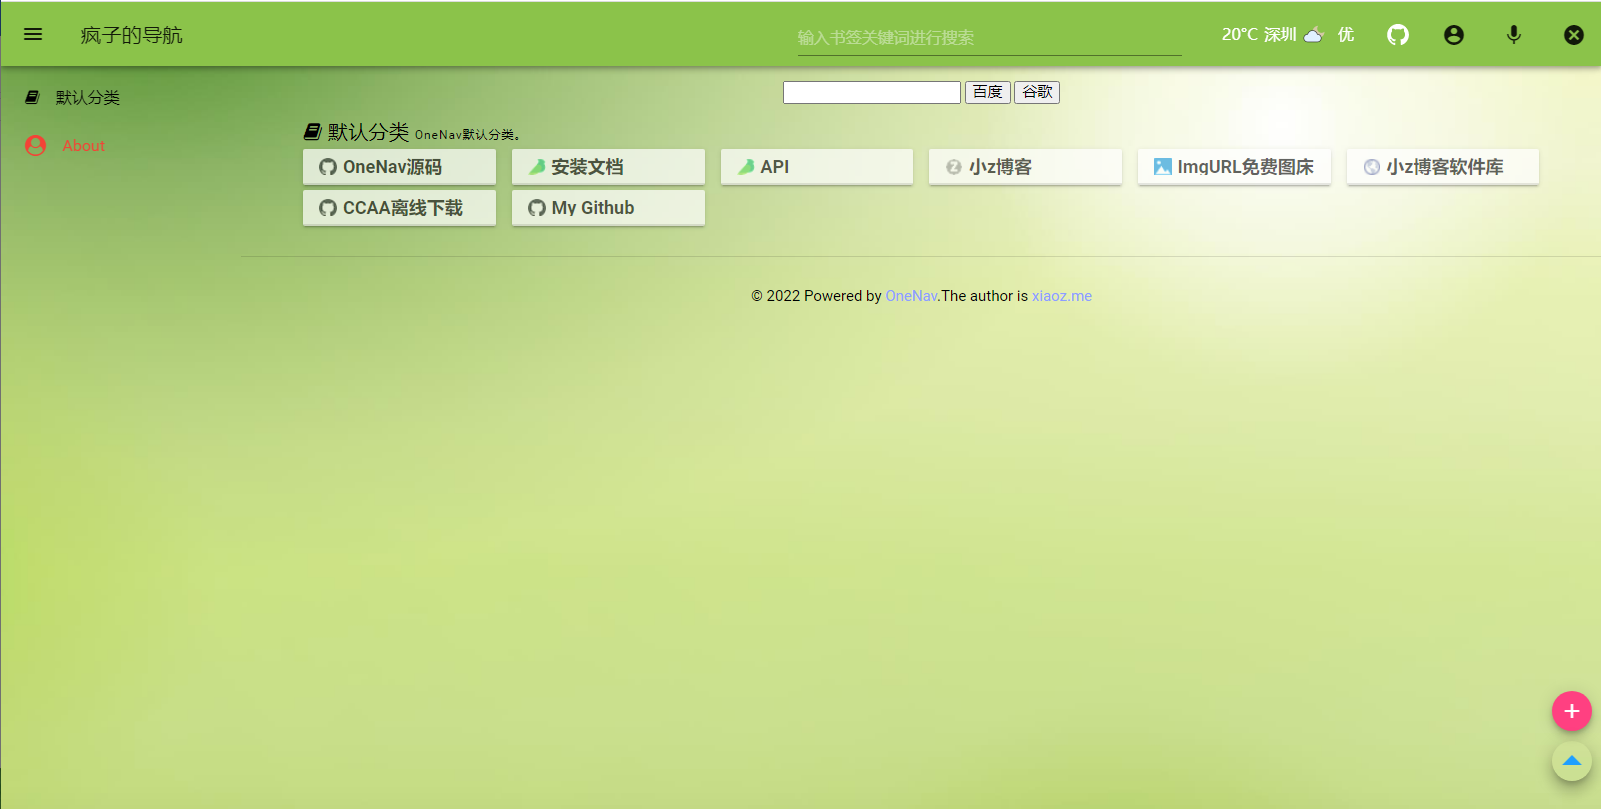 疯子的导航
输入书签关键词进行搜索
20°C 深圳 优
默认分类
About
百度 谷歌
默认分类 OneNav默认分类。
OneNav源码 安装文档 API 小z博客 ImgURL免费图床 小z博客软件库
CCAA离线下载 My Github
© 2022 Powered by OneNav.The author is xiaoz.me